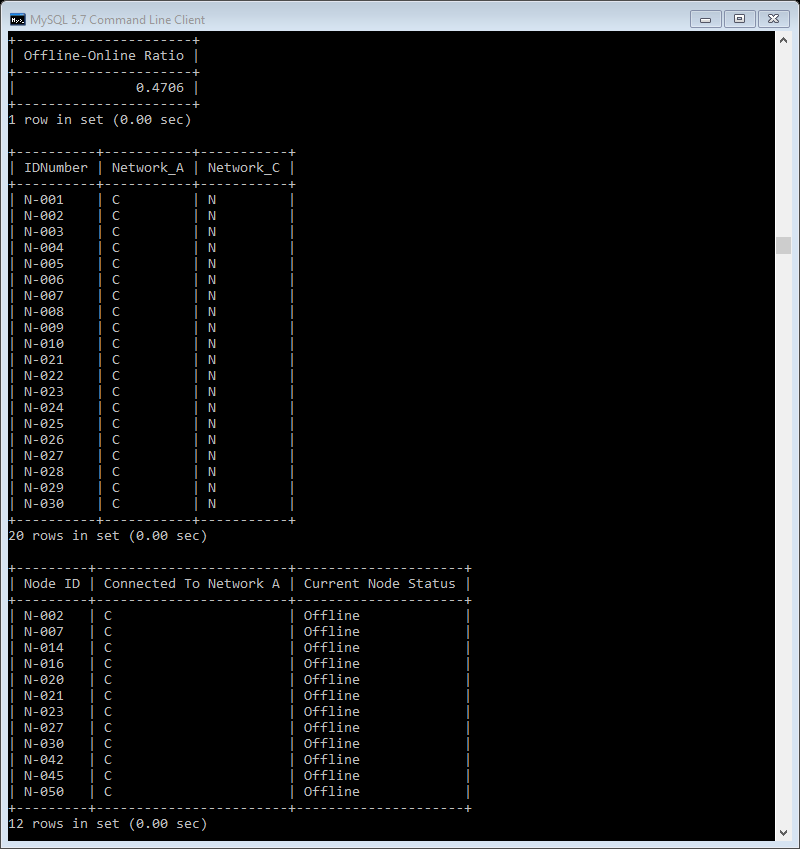 MySQL 5.7 Command Line Client
+----------------------+
| Offline-Online Ratio |
+----------------------+
|               0.4706 |
+----------------------+
1 row in set (0.00 sec)

+----------+-----------+-----------+
| IDNumber | Network_A | Network_C |
+----------+-----------+-----------+
| N-001    | C         | N         |
| N-002    | C         | N         |
| N-003    | C         | N         |
| N-004    | C         | N         |
| N-005    | C         | N         |
| N-006    | C         | N         |
| N-007    | C         | N         |
| N-008    | C         | N         |
| N-009    | C         | N         |
| N-010    | C         | N         |
| N-021    | C         | N         |
| N-022    | C         | N         |
| N-023    | C         | N         |
| N-024    | C         | N         |
| N-025    | C         | N         |
| N-026    | C         | N         |
| N-027    | C         | N         |
| N-028    | C         | N         |
| N-029    | C         | N         |
| N-030    | C         | N         |
+----------+-----------+-----------+
20 rows in set (0.00 sec)

+---------+------------------------+---------------------+
| Node ID | Connected To Network A | Current Node Status |
+---------+------------------------+---------------------+
| N-002   | C                      | Offline             |
| N-007   | C                      | Offline             |
| N-014   | C                      | Offline             |
| N-016   | C                      | Offline             |
| N-020   | C                      | Offline             |
| N-021   | C                      | Offline             |
| N-023   | C                      | Offline             |
| N-027   | C                      | Offline             |
| N-030   | C                      | Offline             |
| N-042   | C                      | Offline             |
| N-045   | C                      | Offline             |
| N-050   | C                      | Offline             |
+---------+------------------------+---------------------+
12 rows in set (0.00 sec)